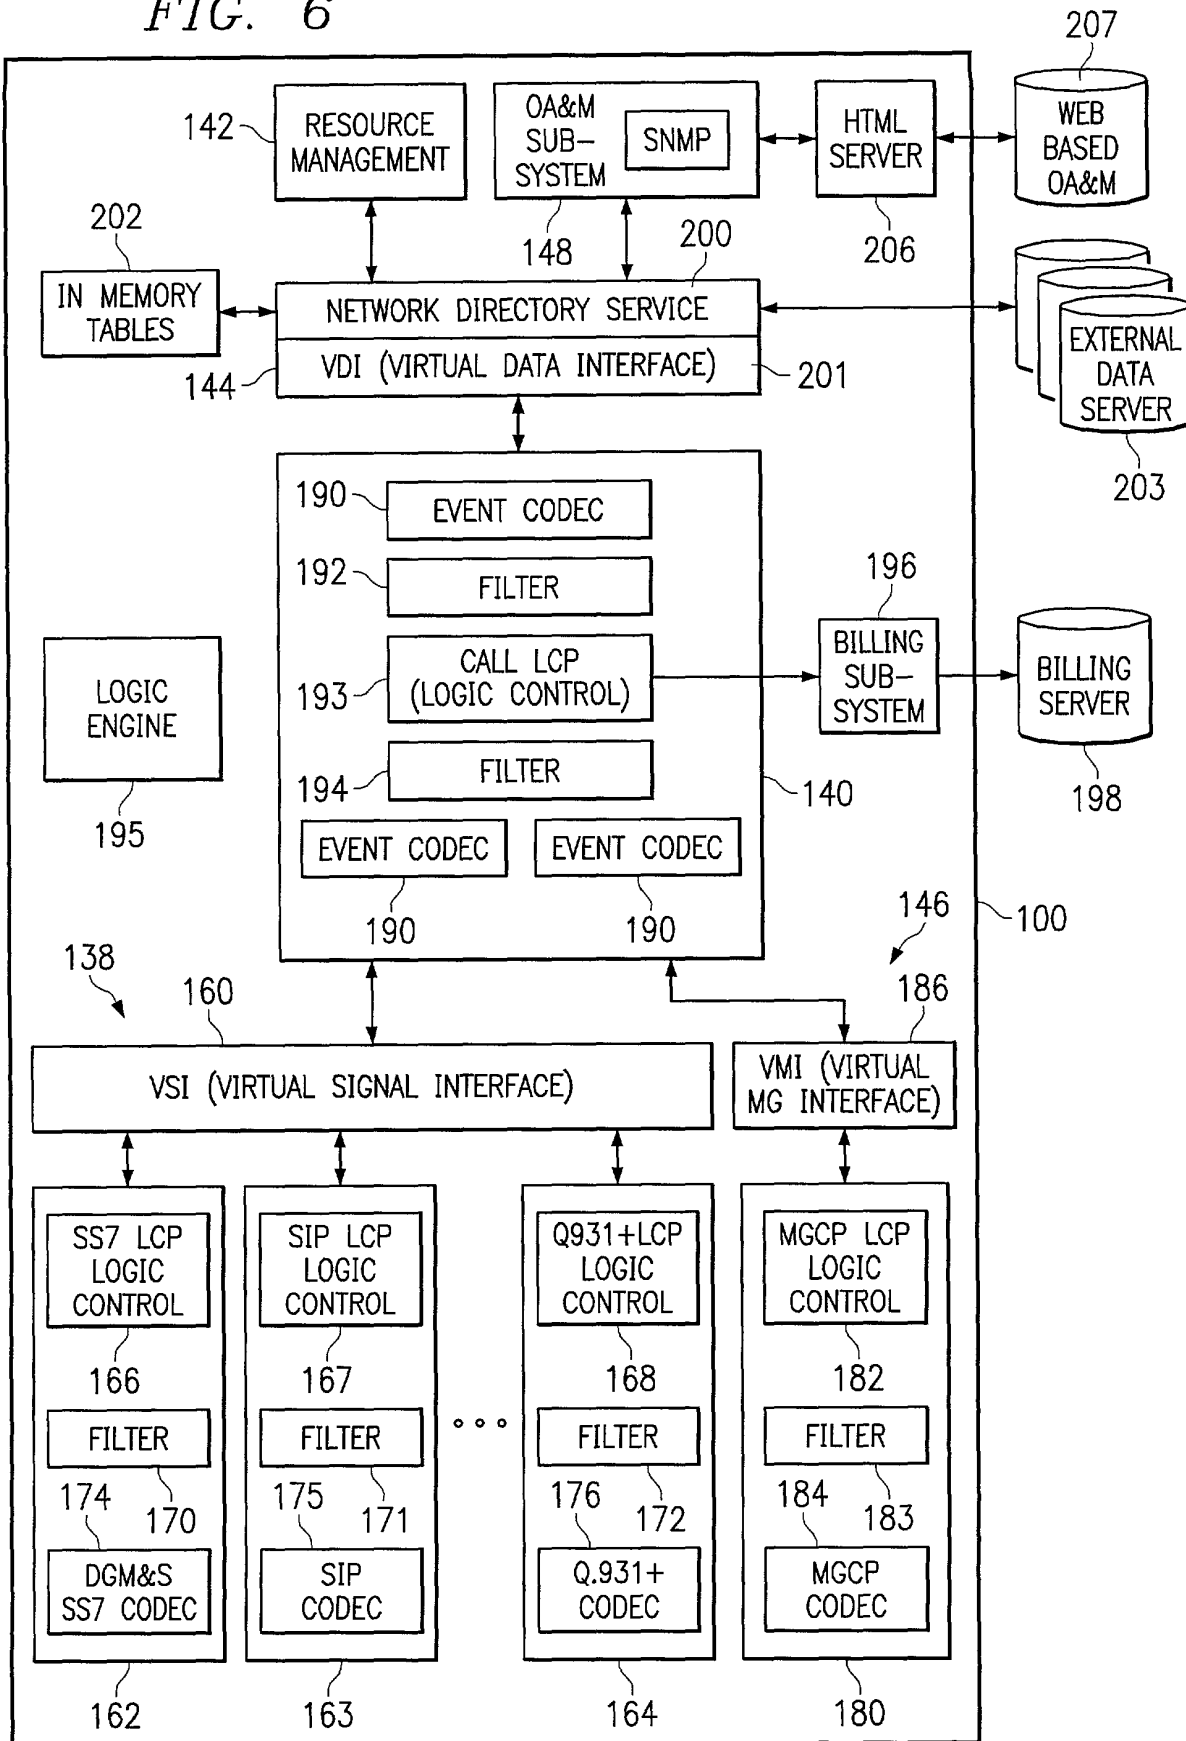 FIG. 6
207
142
RESOURCE
MANAGEMENT
OA&M
SUB-
SYSTEM
SNMP
HTML
SERVER
WEB
BASED
OA&M
202
148
200
206
IN MEMORY
TABLES
NETWORK DIRECTORY SERVICE
144
VDI (VIRTUAL DATA INTERFACE)
201
EXTERNAL
DATA
SERVER
203
190
EVENT CODEC
192
FILTER
196
LOGIC
ENGINE
195
193
CALL LCP
(LOGIC CONTROL)
BILLING
SUB-
SYSTEM
BILLING
SERVER
198
194
FILTER
140
EVENT CODEC
EVENT CODEC
190
190
146
100
138
160
186
VSI (VIRTUAL SIGNAL INTERFACE)
VMI (VIRTUAL
MG INTERFACE)
SS7 LCP
LOGIC
CONTROL
SIP LCP
LOGIC
CONTROL
Q931+LCP
LOGIC
CONTROL
MGCP LCP
LOGIC
CONTROL
166
167
168
182
FILTER
FILTER
FILTER
FILTER
174
170
175
171
176
172
184
183
DGM&S
SS7 CODEC
SIP
CODEC
Q.931+
CODEC
MGCP
CODEC
162
163
164
180